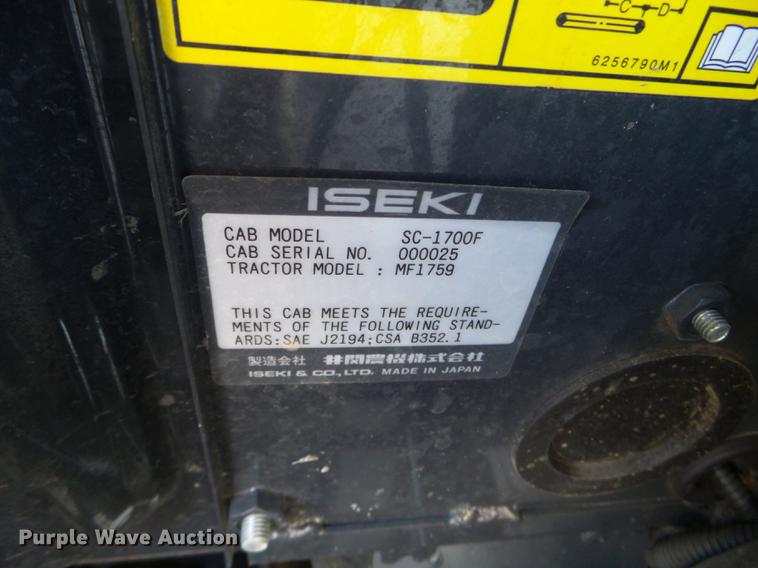 C D
6256790M1
ISEKI
CAB MODEL SC-1700F
CAB SERIAL NO. 000025
TRACTOR MODEL : MF1759
THIS CAB MEETS THE REQUIRE-
MENTS OF THE FOLLOWING STAND-
ARDS:SAE J2194;CSA B352.1
製造会社 井関農機株式会社
ISEKI & CO.,LTD. MADE IN JAPAN
Purple Wave Auction